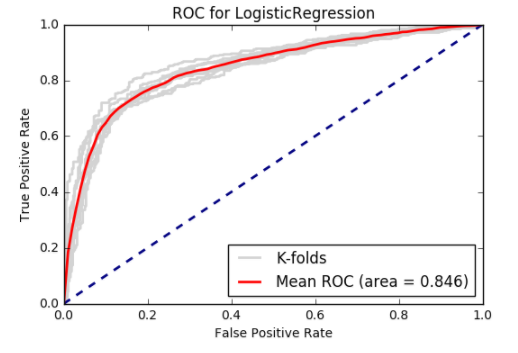 ROC for LogisticRegression
1.0
0.8
0.6
0.4
0.2
0.0
True Positive Rate
K-folds
Mean ROC (area = 0.846)
0.0 0.2 0.4 0.6 0.8 1.0
False Positive Rate